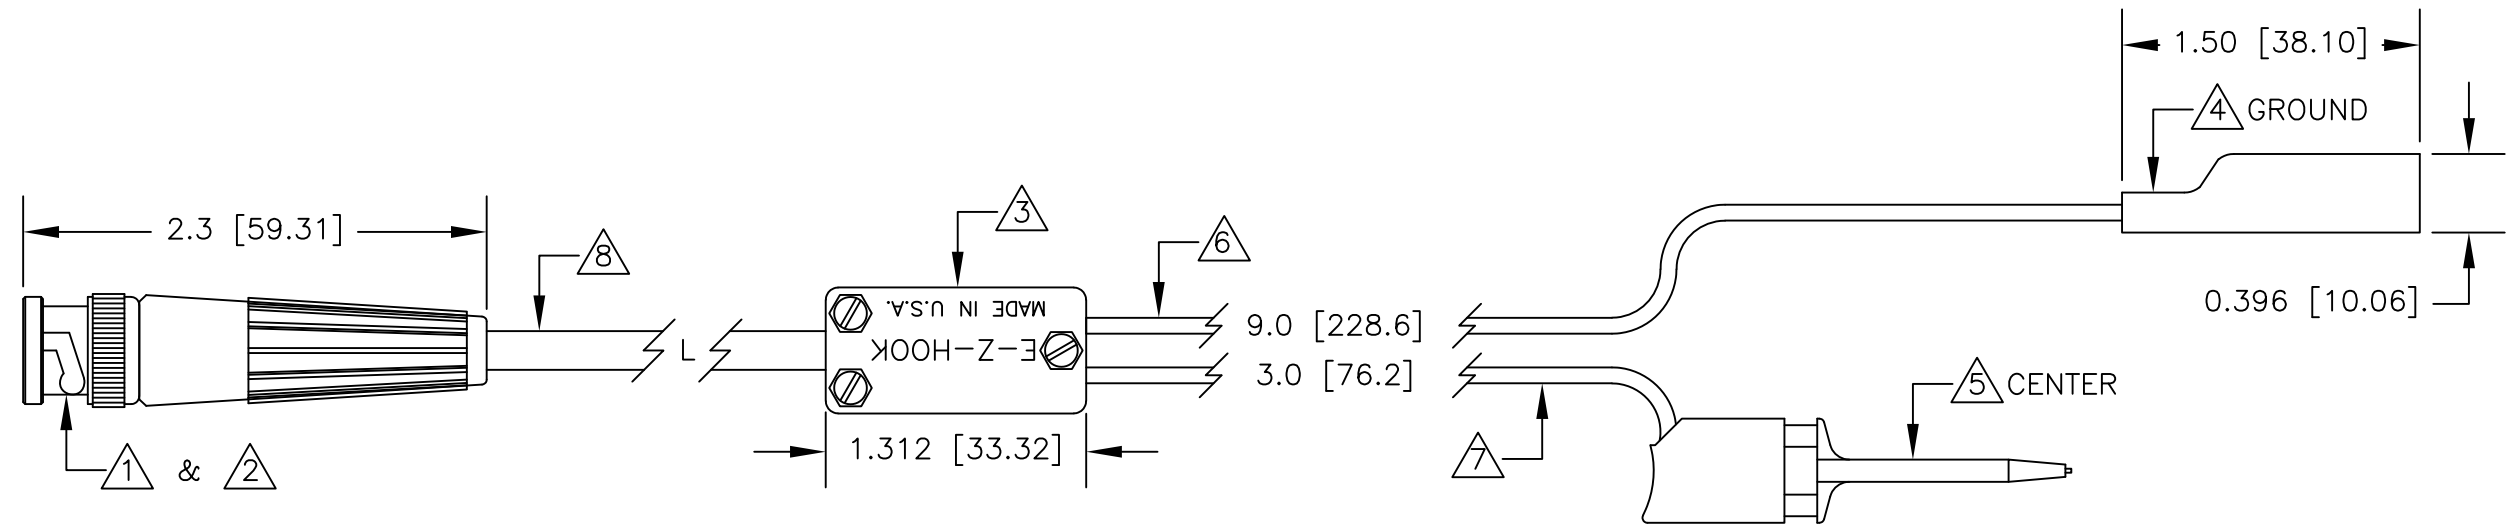 1.50 [38.10]
4 GROUND
2.3 [59.31]
3
6
8
MADE IN U.S.A.
E-Z-HOOK
L
9.0 [228.6]
3.0 [76.2]
0.396 [10.06]
5 CENTER
1.312 [33.32]
7
1 & 2